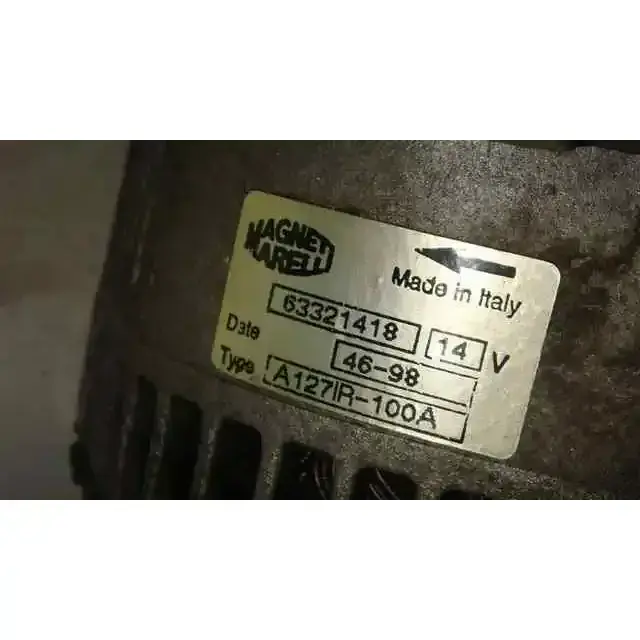 MAGNETI
MARELLI
Made in Italy
63321418 14 V
Date 46-98
Type A127IR-100A